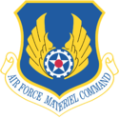 AIR FORCE MATERIEL COMMAND